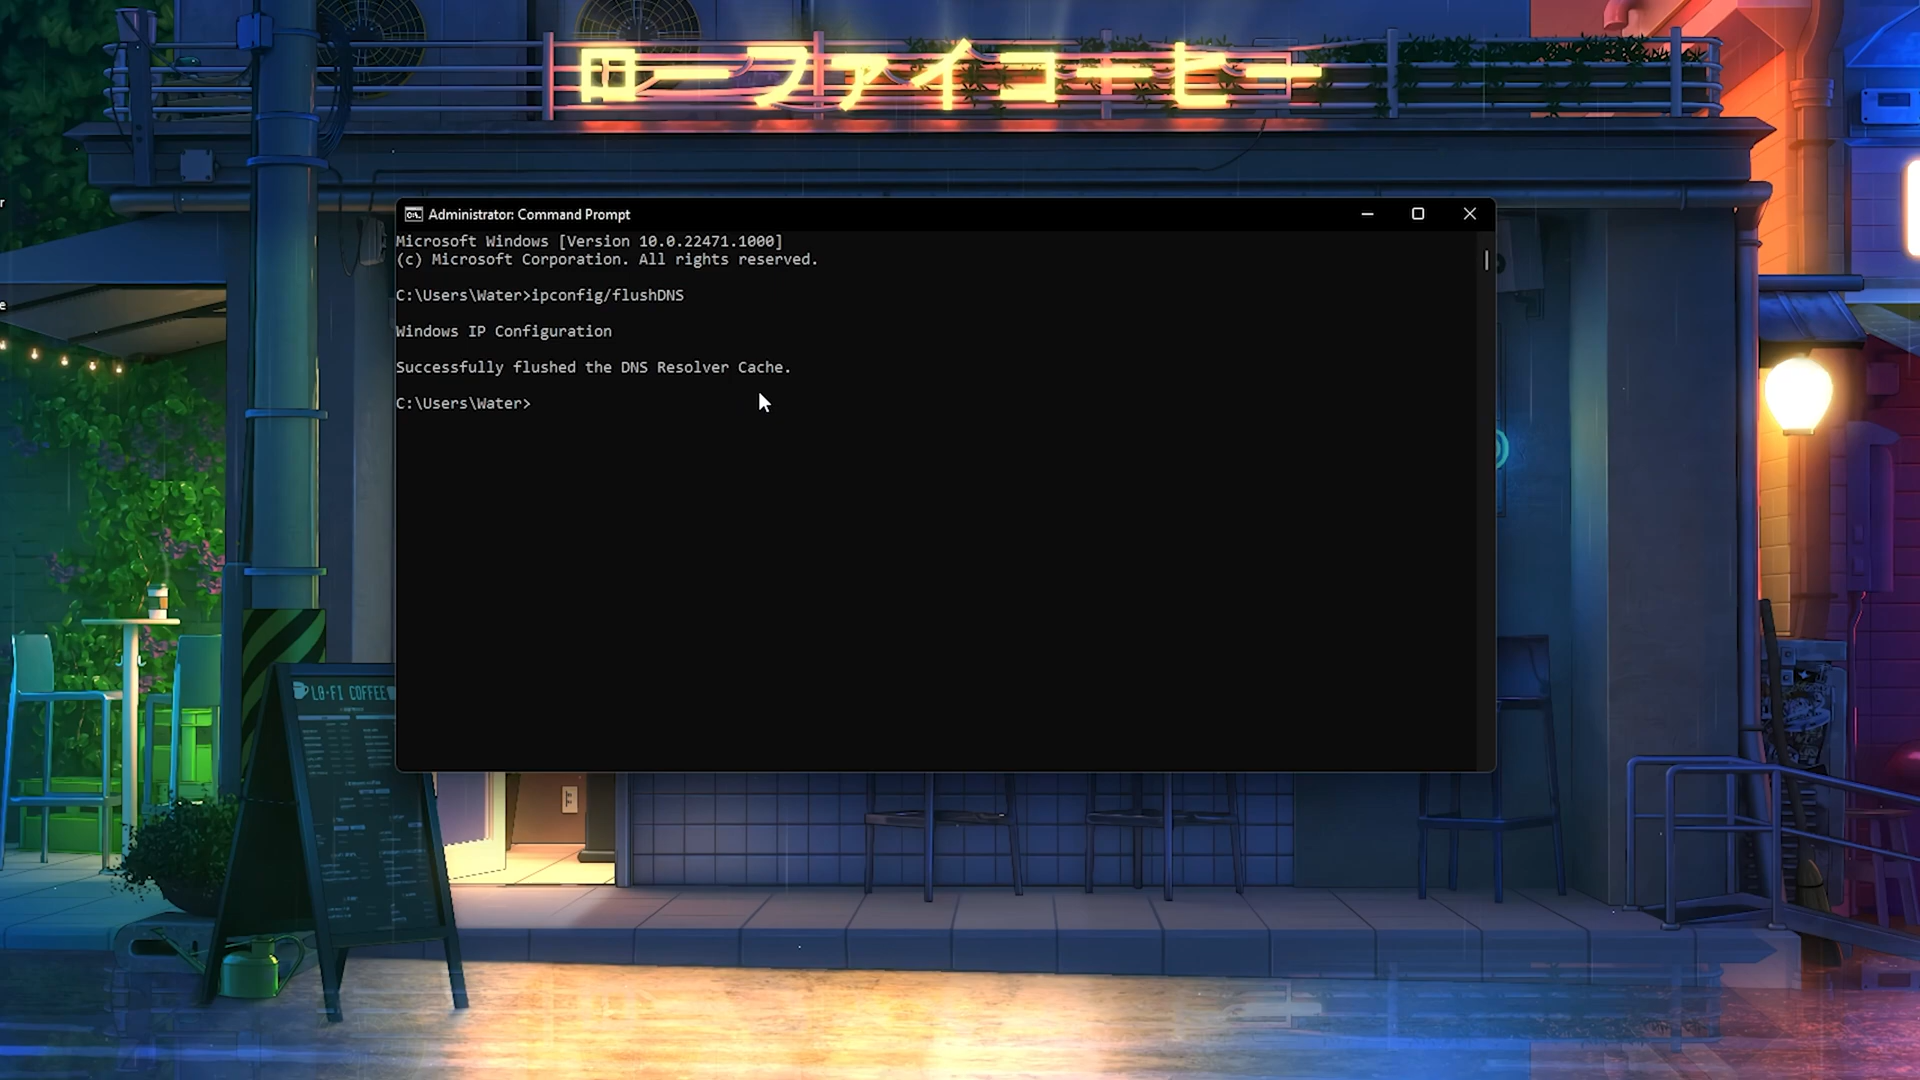 ローファイコーヒー
r
Administrator: Command Prompt
Microsoft Windows [Version 10.0.22471.1000]
(c) Microsoft Corporation. All rights reserved.
C:\Users\Water>ipconfig/flushDNS
e
Windows IP Configuration
Successfully flushed the DNS Resolver Cache.
C:\Users\Water>
LO-FI COFFEE